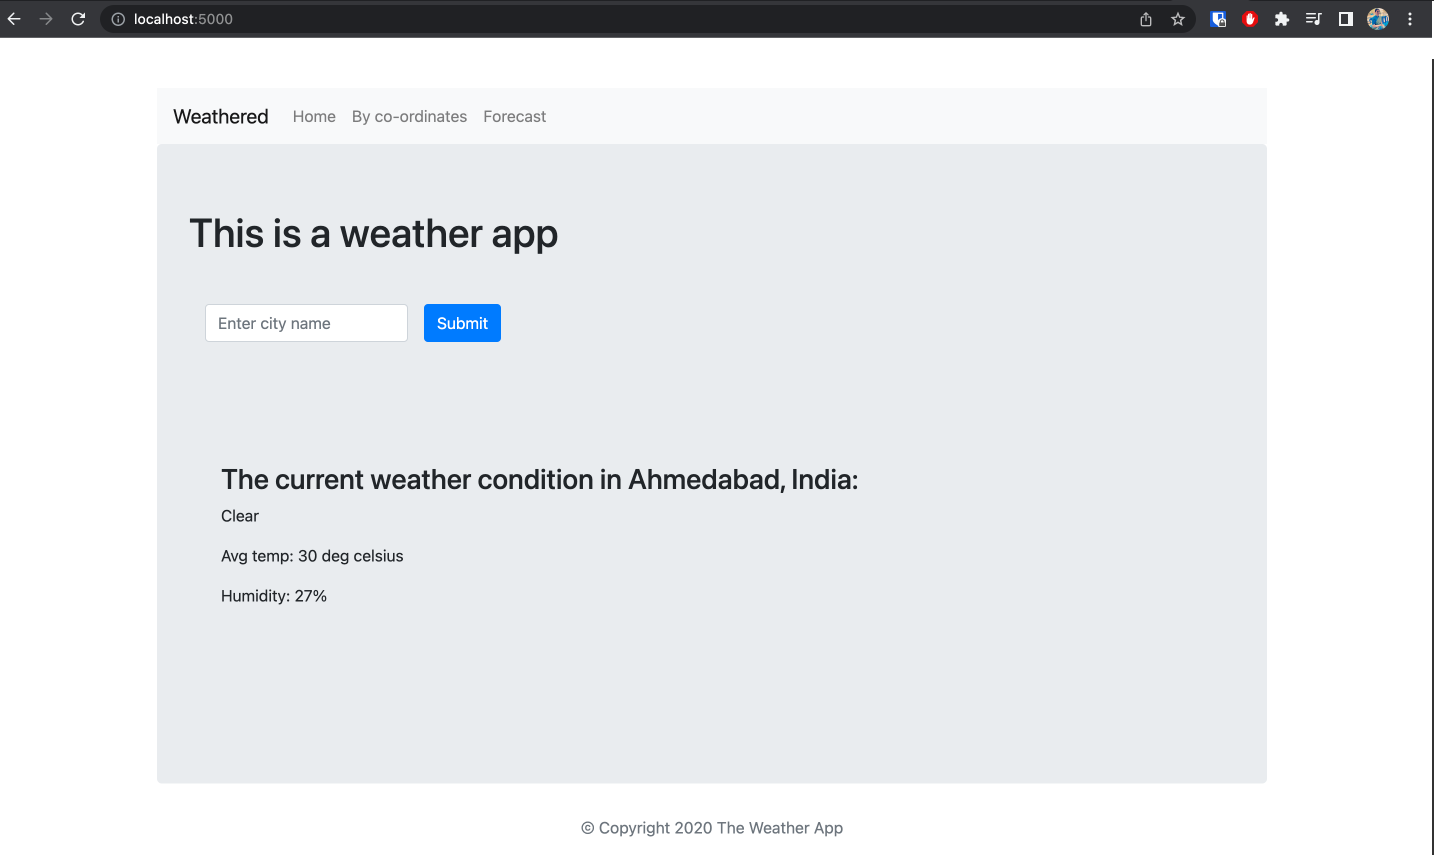 localhost:5000
Weathered Home By co-ordinates Forecast
This is a weather app
Enter city name Submit
The current weather condition in Ahmedabad, India:
Clear
Avg temp: 30 deg celsius
Humidity: 27%
© Copyright 2020 The Weather App